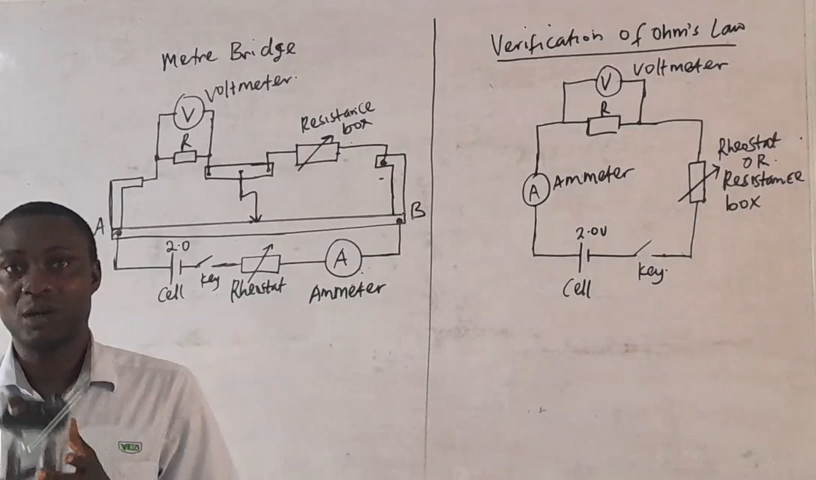 Metre Bridge
Voltmeter.
V
R
Resistance
box
A
B
2.0
Cell
Key
Rheostat
A
Ammeter
Verification of Ohm's Law
Voltmeter
V
R
A
Ammeter
Rheostat
OR
Resistance
box
2.0V
Cell
Key.